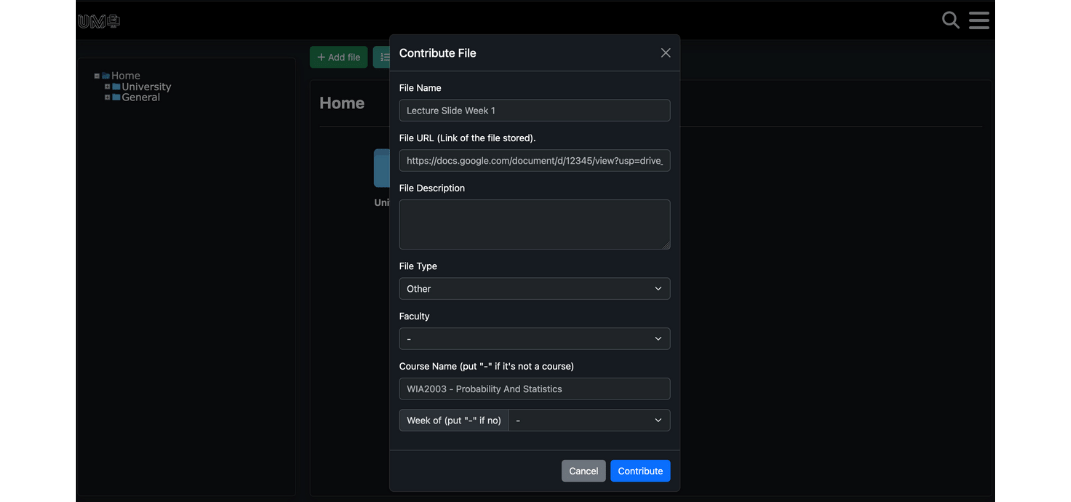 UM
Contribute File
+ Add file
Home
University
General
Home
Uni
File Name
Lecture Slide Week 1
File URL (Link of the file stored).
https://docs.google.com/document/d/12345/view?usp=drive_
File Description
File Type
Other
Faculty
-
Course Name (put "-" if it's not a course)
WIA2003 - Probability And Statistics
Week of (put "-" if no)
-
Cancel
Contribute